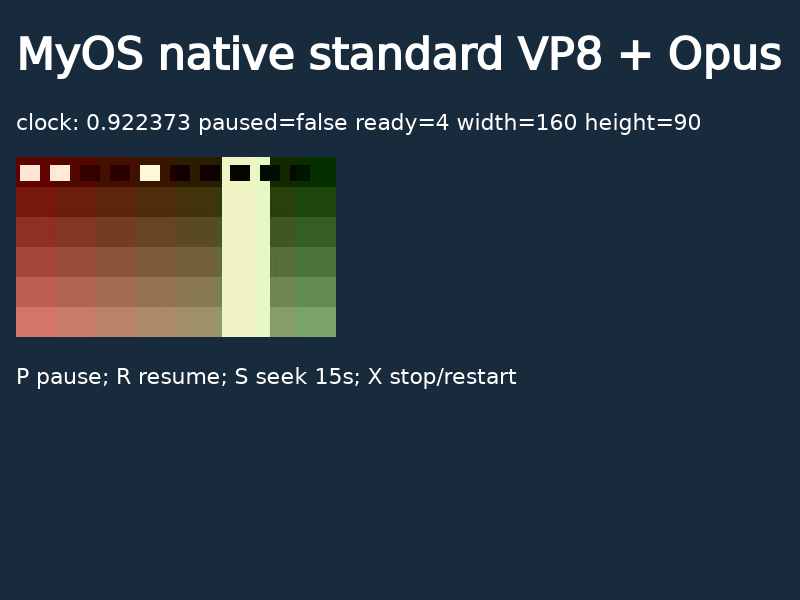 MyOS native standard VP8 + Opus
clock: 0.922373 paused=false ready=4 width=160 height=90
P pause; R resume; S seek 15s; X stop/restart